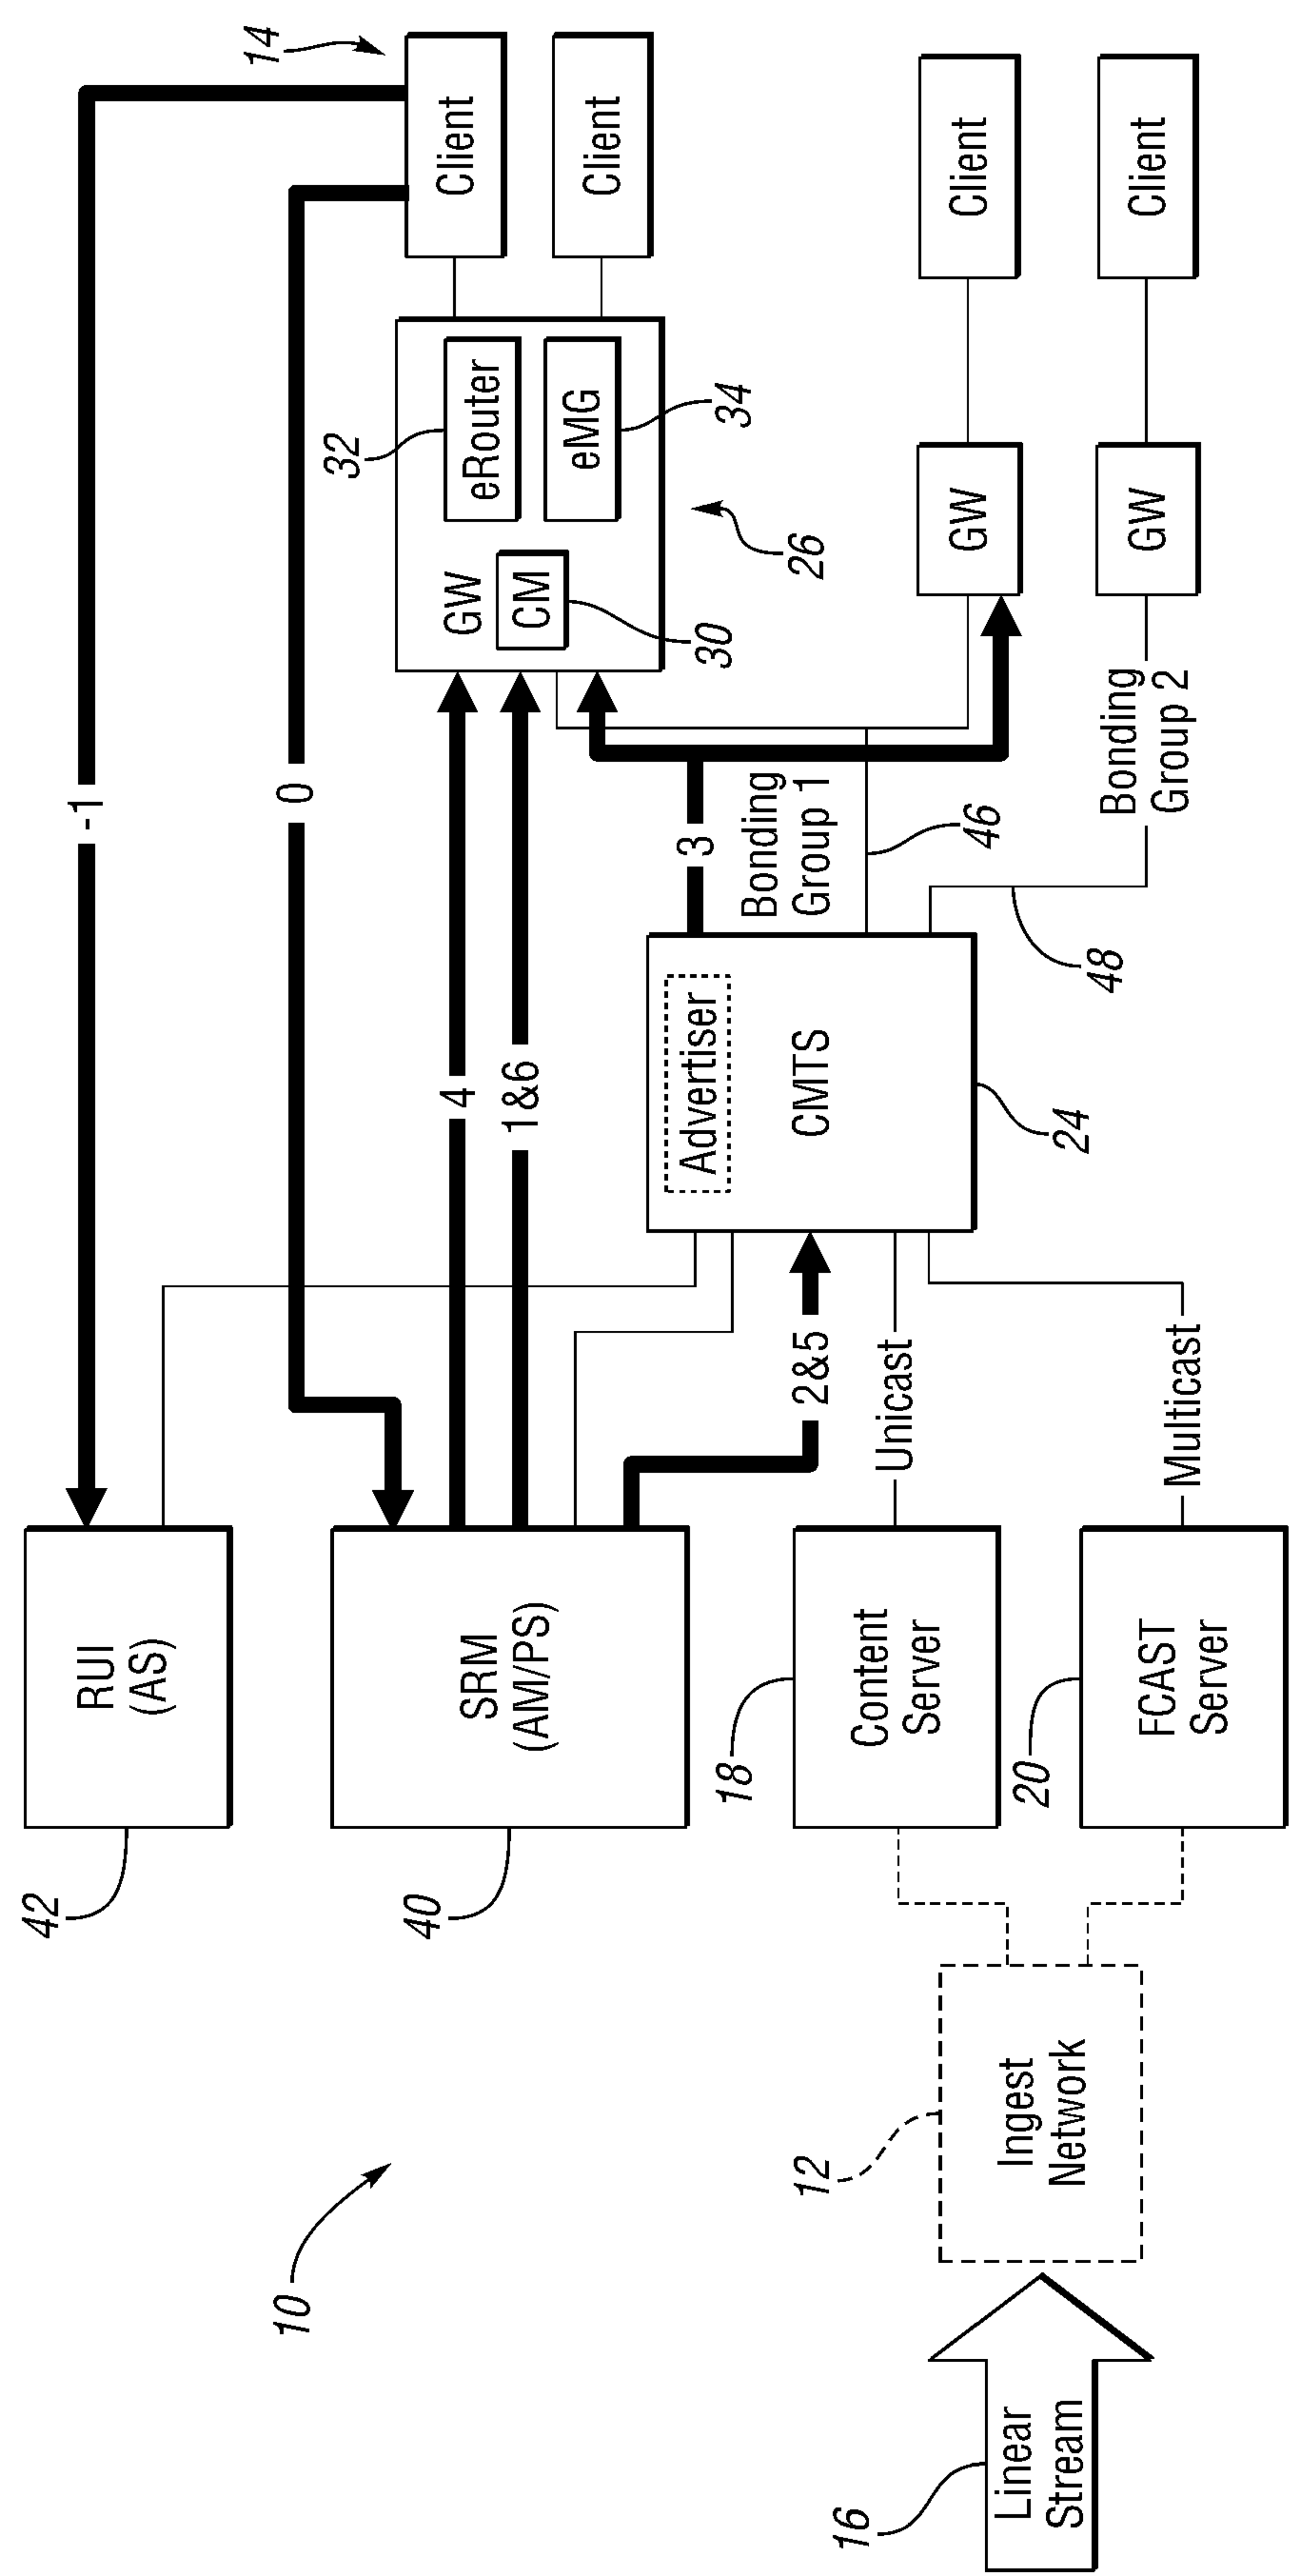 14
-1
0
Client
Client
Client
Client
32
eRouter
eMG
34
GW
CM
30
26
GW
GW
4
1&6
3
Bonding
Group 1
46
Bonding
Group 2
48
Advertiser
CMTS
24
2&5
Unicast
Multicast
RUI
(AS)
42
SRM
(AM/PS)
40
Content
Server
18
FCAST
Server
20
Ingest
Network
12
10
Linear
Stream
16